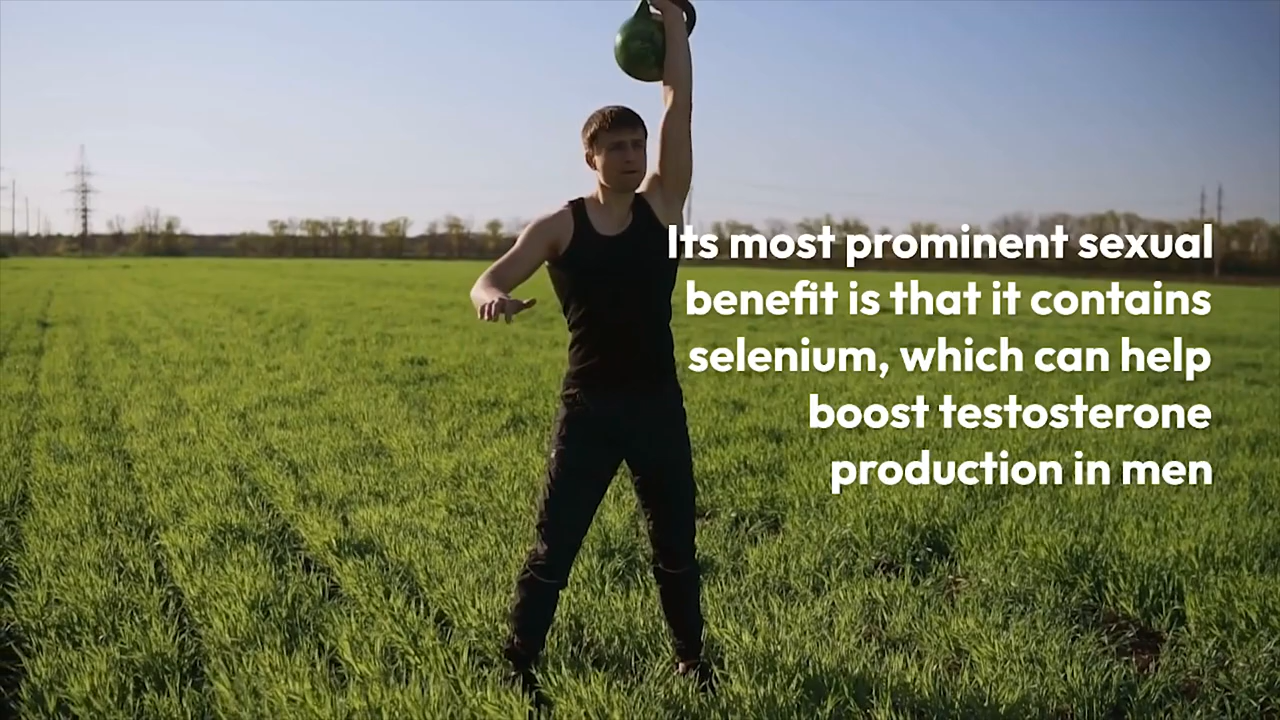 Its most prominent sexual
benefit is that it contains
selenium, which can help
boost testosterone
production in men